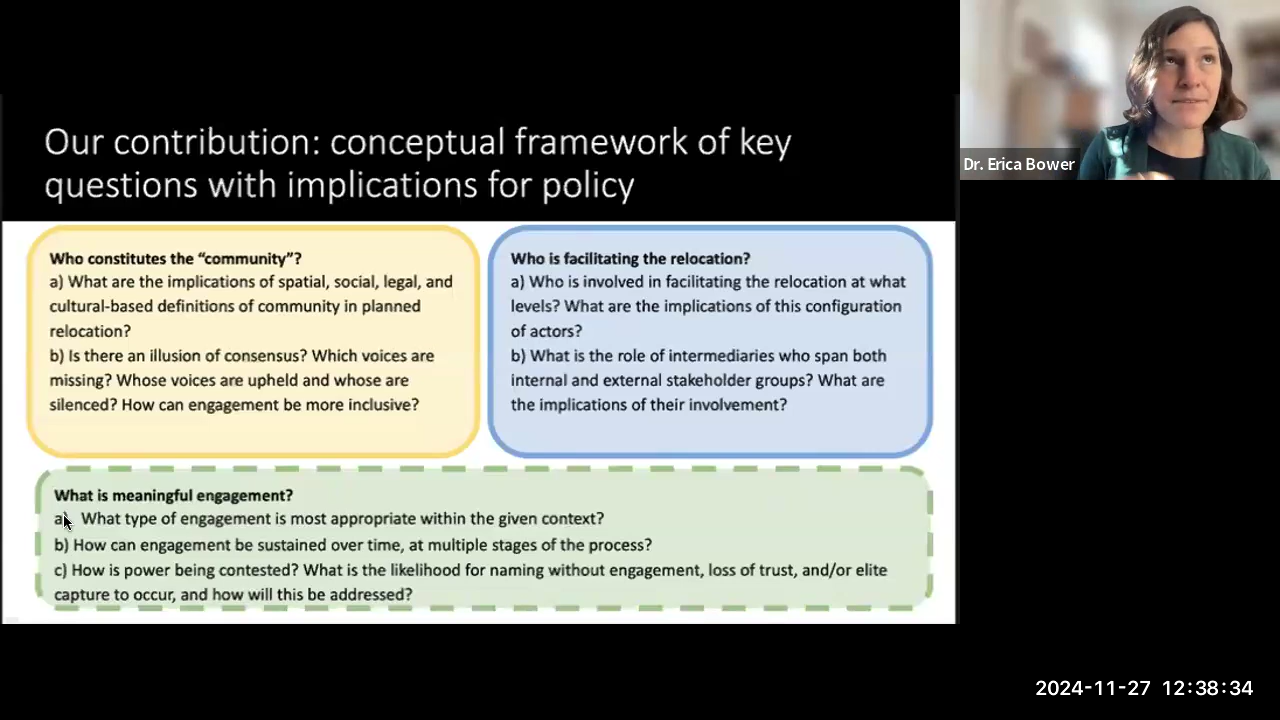 Our contribution: conceptual framework of key
questions with implications for policy
Dr. Erica Bower
Who constitutes the “community”?
a) What are the implications of spatial, social, legal, and
cultural-based definitions of community in planned
relocation?
b) Is there an illusion of consensus? Which voices are
missing? Whose voices are upheld and whose are
silenced? How can engagement be more inclusive?
Who is facilitating the relocation?
a) Who is involved in facilitating the relocation at what
levels? What are the implications of this configuration
of actors?
b) What is the role of intermediaries who span both
internal and external stakeholder groups? What are
the implications of their involvement?
What is meaningful engagement?
a) What type of engagement is most appropriate within the given context?
b) How can engagement be sustained over time, at multiple stages of the process?
c) How is power being contested? What is the likelihood for naming without engagement, loss of trust, and/or elite
capture to occur, and how will this be addressed?
2024-11-27 12:38:34